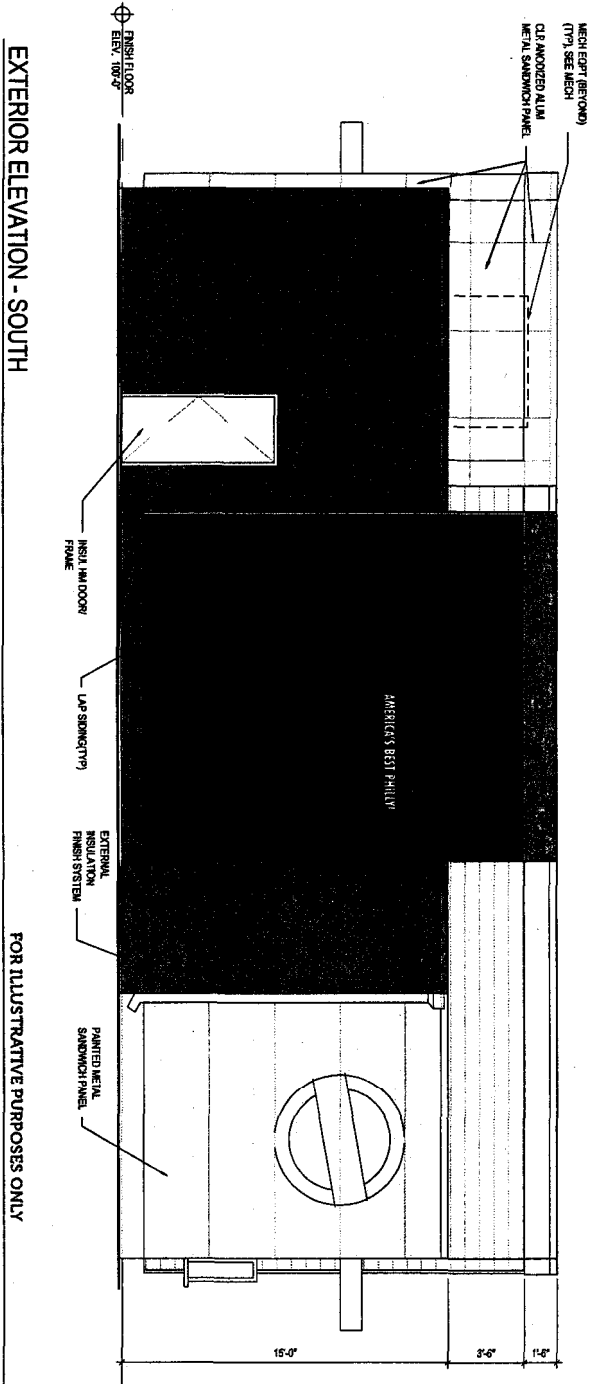 MECH EQPT (BEYOND)
(TYP), SEE MECH
CLR ANODIZED ALUM
METAL SANDWICH PANEL
FINISH FLOOR
ELEV. 100'-0"
AMERICA'S BEST PHILLY!
15'-0"
3'-6"
1'-6"
INSUL HM DOOR/
FRAME
LAP SIDING(TYP)
EXTERNAL
INSULATION
FINISH SYSTEM
PAINTED METAL
SANDWICH PANEL
EXTERIOR ELEVATION - SOUTH
FOR ILLUSTRATIVE PURPOSES ONLY